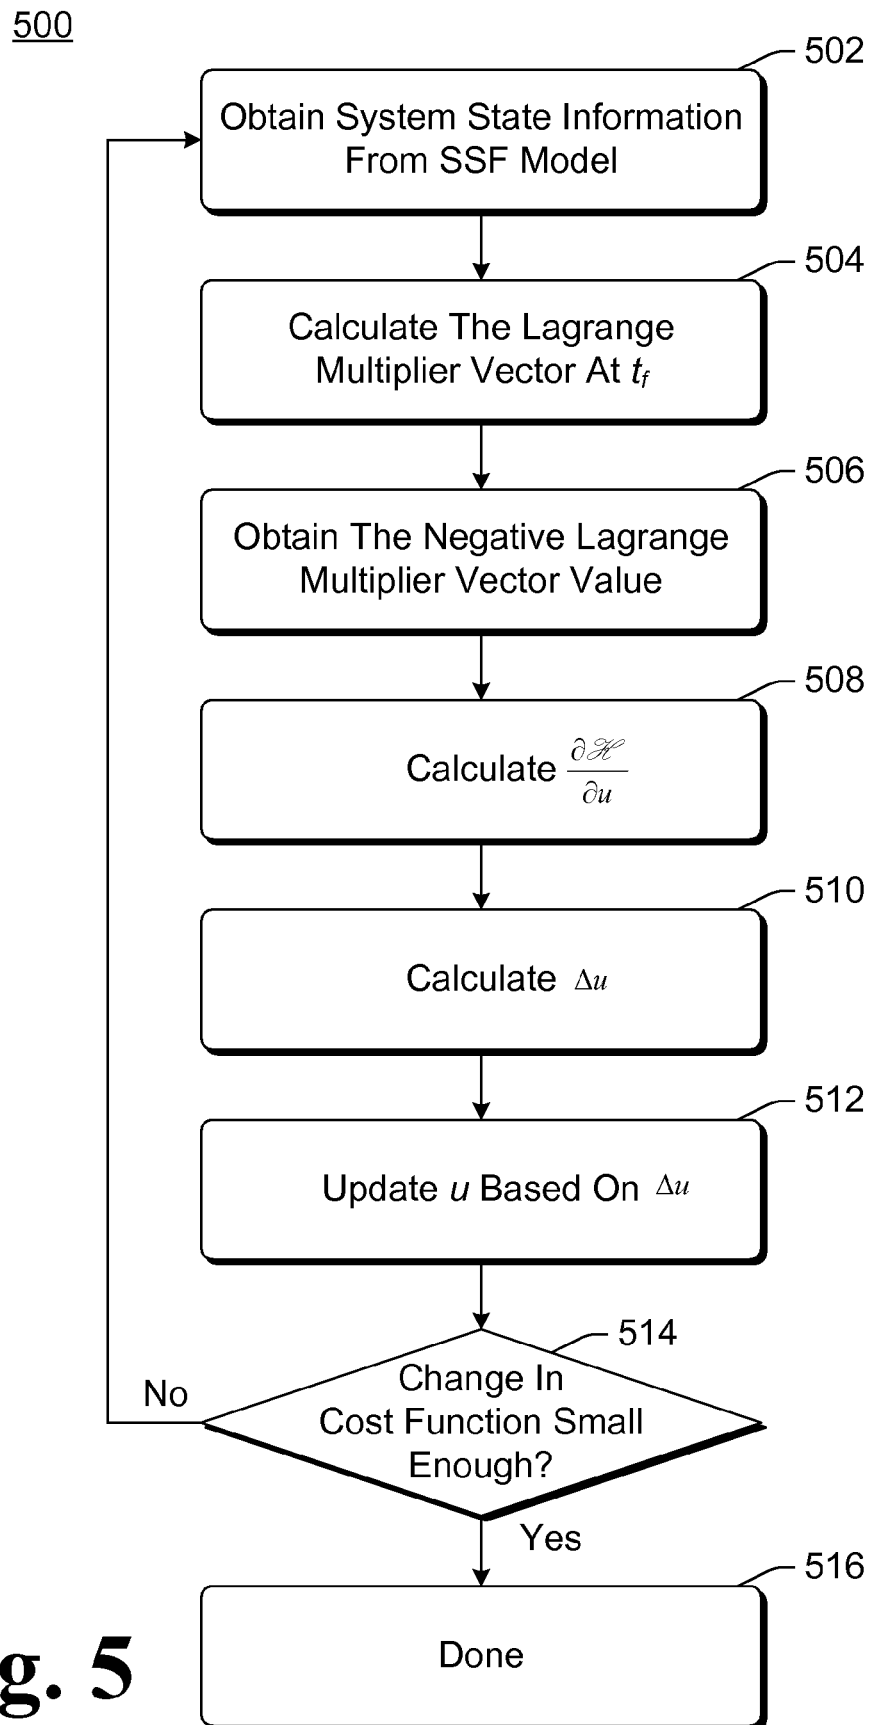 500
502
Obtain System State Information
From SSF Model
504
Calculate The Lagrange
Multiplier Vector At t_f
506
Obtain The Negative Lagrange
Multiplier Vector Value
508
Calculate ∂ℋ/∂u
510
Calculate Δu
512
Update u Based On Δu
514
Change In
Cost Function Small
Enough?
No
Yes
516
Done
g. 5